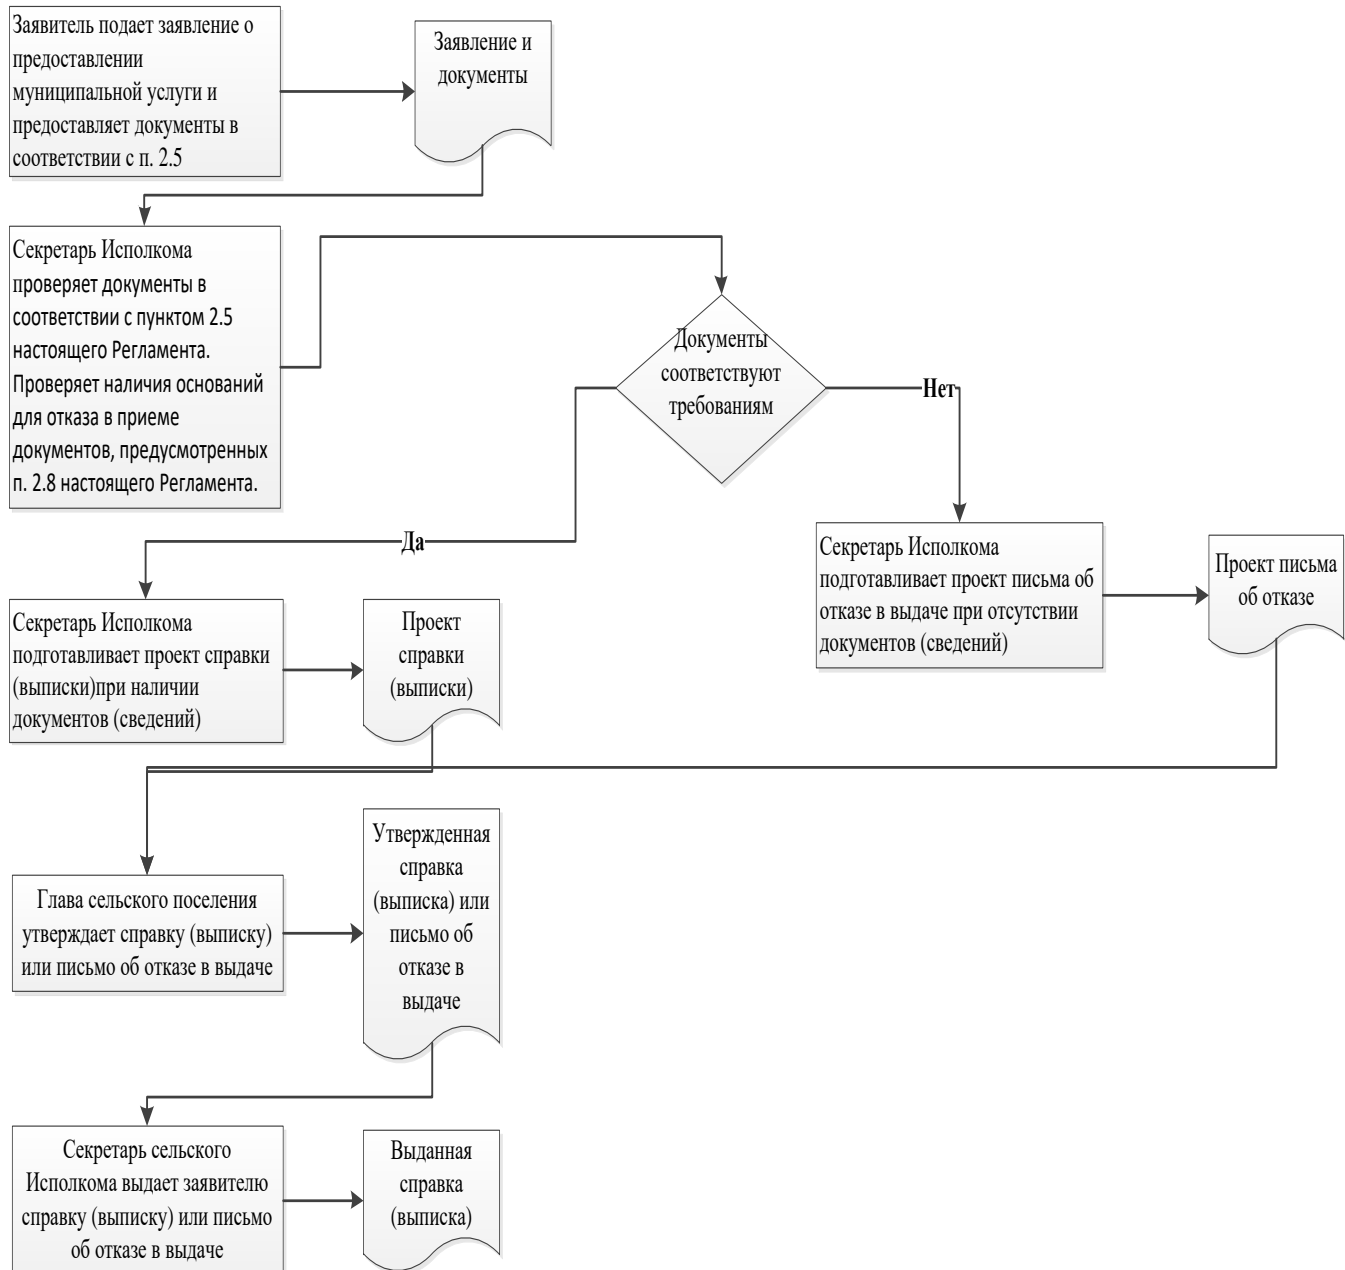 Заявитель подает заявление о
предоставлении
муниципальной услуги и
предоставляет документы в
соответствии с п. 2.5
Заявление и
документы
Секретарь Исполкома
проверяет документы в
соответствии с пунктом 2.5
настоящего Регламента.
Проверяет наличия оснований
для отказа в приеме
документов, предусмотренных
п. 2.8 настоящего Регламента.
Документы
соответствуют
требованиям
Нет
Да
Секретарь Исполкома
подготавливает проект письма об
отказе в выдаче при отсутствии
документов (сведений)
Проект письма
об отказе
Секретарь Исполкома
подготавливает проект справки
(выписки)при наличии
документов (сведений)
Проект
справки
(выписки)
Глава сельского поселения
утверждает справку (выписку)
или письмо об отказе в выдаче
Утвержденная
справка
(выписка) или
письмо об
отказе в
выдаче
Секретарь сельского
Исполкома выдает заявителю
справку (выписку) или письмо
об отказе в выдаче
Выданная
справка
(выписка)